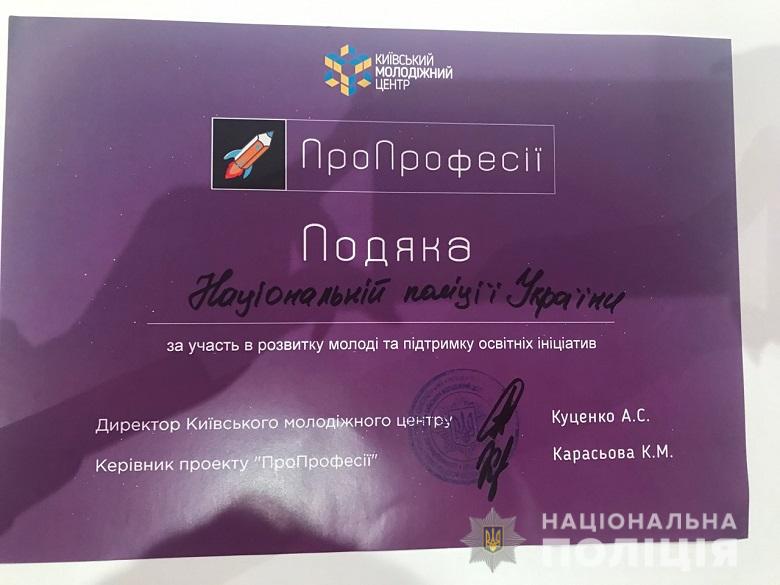 КИЇВСЬКИЙ
МОЛОДІЖНИЙ
ЦЕНТР
ПроПрофесії
Подяка
Національній поліції України
за участь в розвитку молоді та підтримку освітніх ініціатив
Директор Київського молодіжного центру Куценко А.С.
Керівник проекту "ПроПрофесії" Карасьова К.М.
НАЦІОНАЛЬНА
ПОЛІЦІЯ